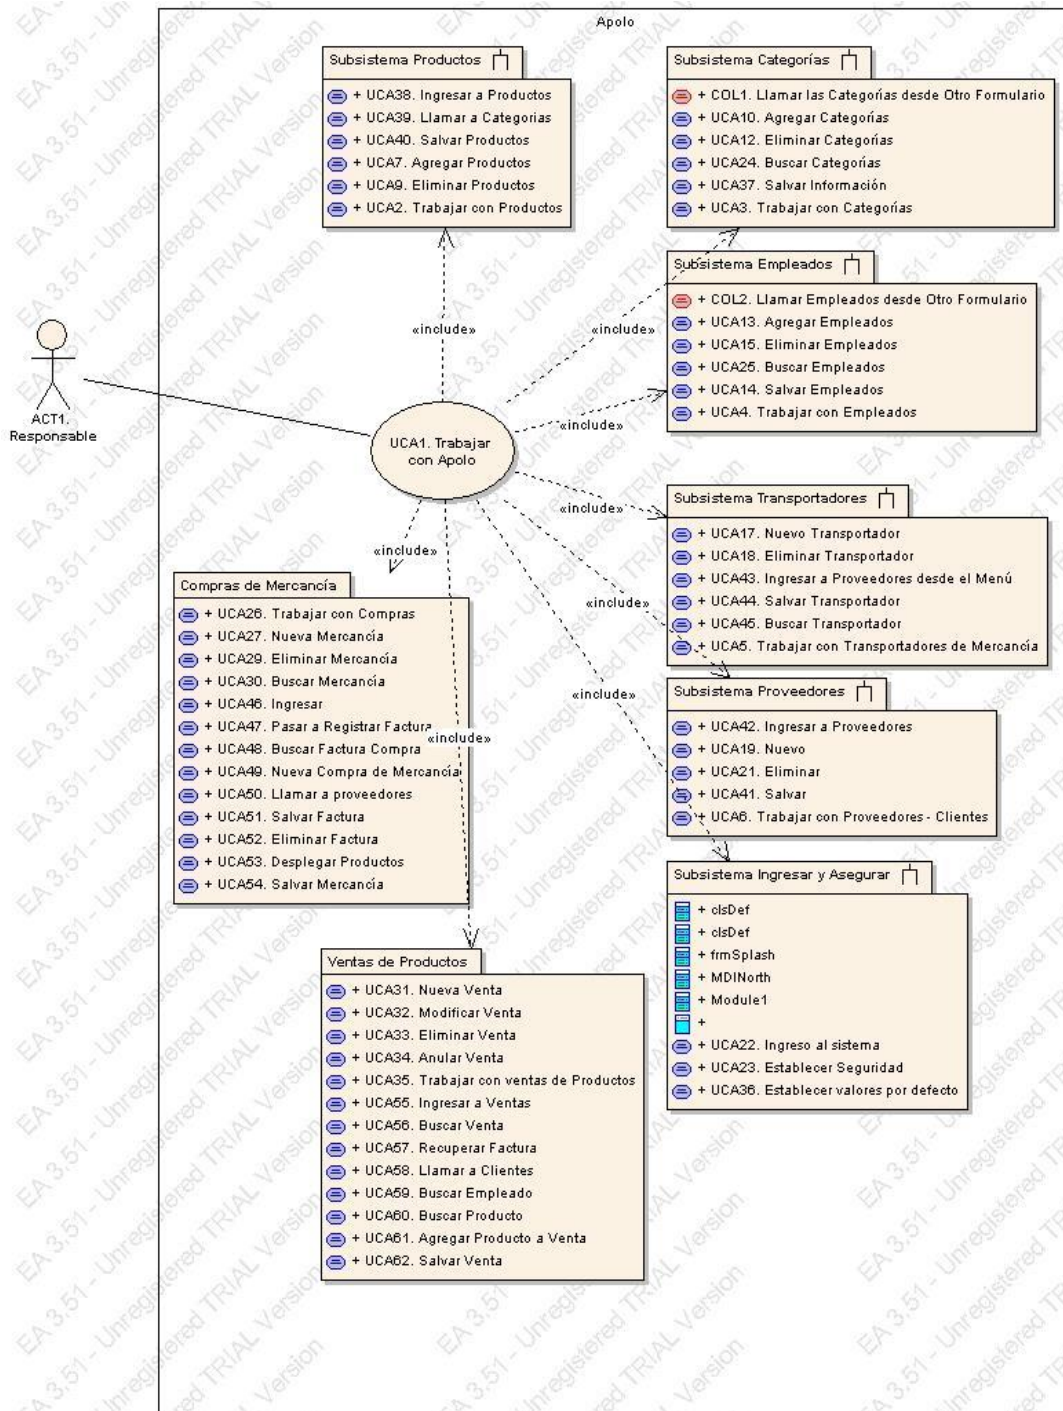 Apolo
Subsistema Productos
+ UCA38. Ingresar a Productos
+ UCA39. Llamar a Categorias
+ UCA40. Salvar Productos
+ UCA7. Agregar Productos
+ UCA9. Eliminar Productos
+ UCA2. Trabajar con Productos
Subsistema Categorías
+ COL1. Llamar las Categorías desde Otro Formulario
+ UCA10. Agregar Categorías
+ UCA12. Eliminar Categorías
+ UCA24. Buscar Categorías
+ UCA37. Salvar Información
+ UCA3. Trabajar con Categorías
Subsistema Empleados
+ COL2. Llamar Empleados desde Otro Formulario
+ UCA13. Agregar Empleados
+ UCA15. Eliminar Empleados
+ UCA25. Buscar Empleados
+ UCA14. Salvar Empleados
+ UCA4. Trabajar con Empleados
«include»
«include»
«include»
ACT1.
Responsable
UCA1. Trabajar
con Apolo
«include»
«include»
«include»
«include»
«include»
Subsistema Transportadores
+ UCA17. Nuevo Transportador
+ UCA18. Eliminar Transportador
+ UCA43. Ingresar a Proveedores desde el Menú
+ UCA44. Salvar Transportador
+ UCA45. Buscar Transportador
+ UCA5. Trabajar con Transportadores de Mercancía
Compras de Mercancía
+ UCA26. Trabajar con Compras
+ UCA27. Nueva Mercancía
+ UCA29. Eliminar Mercancía
+ UCA30. Buscar Mercancía
+ UCA46. Ingresar
+ UCA47. Pasar a Registrar Factura
+ UCA48. Buscar Factura Compra
+ UCA49. Nueva Compra de Mercancía
+ UCA50. Llamar a proveedores
+ UCA51. Salvar Factura
+ UCA52. Eliminar Factura
+ UCA53. Desplegar Productos
+ UCA54. Salvar Mercancía
Subsistema Proveedores
+ UCA42. Ingresar a Proveedores
+ UCA19. Nuevo
+ UCA21. Eliminar
+ UCA41. Salvar
+ UCA6. Trabajar con Proveedores - Clientes
Subsistema Ingresar y Asegurar
+ clsDef
+ clsDef
+ frmSplash
+ MDINorth
+ Module1
+
+ UCA22. Ingreso al sistema
+ UCA23. Establecer Seguridad
+ UCA36. Establecer valores por defecto
Ventas de Productos
+ UCA31. Nueva Venta
+ UCA32. Modificar Venta
+ UCA33. Eliminar Venta
+ UCA34. Anular Venta
+ UCA35. Trabajar con ventas de Productos
+ UCA55. Ingresar a Ventas
+ UCA56. Buscar Venta
+ UCA57. Recuperar Factura
+ UCA58. Llamar a Clientes
+ UCA59. Buscar Empleado
+ UCA60. Buscar Producto
+ UCA61. Agregar Producto a Venta
+ UCA62. Salvar Venta
EA 3.51 - Unregistered TRIAL Version